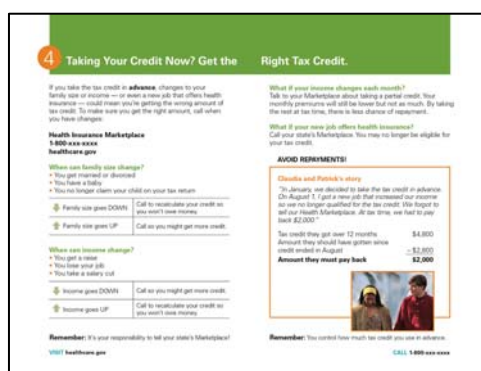 4 Taking Your Credit Now? Get the Right Tax Credit.
If you take the tax credit in advance, changes to your
family size or income — or even a new job that offers health
insurance — could mean you're getting the wrong amount of
tax credit. To make sure you get the right amount, call when
you have changes:
Health Insurance Marketplace
1-800-xxx-xxxx
healthcare.gov
When can family size change?
• You get married or divorced
• You have a baby
• You no longer claim your child on your tax return
Family size goes DOWN
Call to recalculate your credit so
you won't owe money.
Family size goes UP
Call so you might get more credit.
When can income change?
• You get a raise
• You lose your job
• You take a salary cut
Income goes DOWN
Call so you might get more credit.
Income goes UP
Call to recalculate your credit so
you won't owe money.
Remember: It's your responsibility to tell your state's Marketplace!
VISIT healthcare.gov
What if your income changes each month?
Talk to your Marketplace about taking a partial credit. Your
monthly premiums will still be lower but not as much. By taking
the rest at tax time, there is less chance of repayment.
What if your new job offers health insurance?
Call your state's Marketplace. You may no longer be eligible for
your tax credit.
AVOID REPAYMENTS!
Claudia and Patrick's story
"In January, we decided to take the tax credit in advance.
On August 1, I got a new job that increased our income
so we no longer qualified for the tax credit. We forgot to
tell our Health Marketplace. At tax time, we had to pay
back $2,000."
Tax credit they got over 12 months $4,800
Amount they should have gotten since
credit ended in August – $2,800
Amount they must pay back $2,000
Remember: You control how much tax credit you use in advance.
CALL 1-800-xxx-xxxx